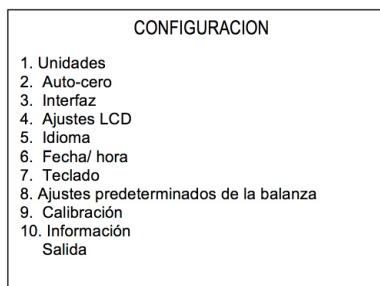 CONFIGURACION
1. Unidades
2. Auto-cero
3. Interfaz
4. Ajustes LCD
5. Idioma
6. Fecha/ hora
7. Teclado
8. Ajustes predeterminados de la balanza
9. Calibración
10. Información
Salida